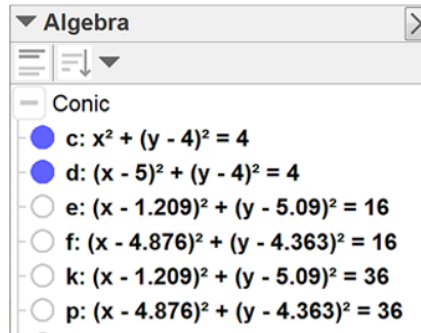 Algebra
Conic
c: x² + (y - 4)² = 4
d: (x - 5)² + (y - 4)² = 4
e: (x - 1.209)² + (y - 5.09)² = 16
f: (x - 4.876)² + (y - 4.363)² = 16
k: (x - 1.209)² + (y - 5.09)² = 36
p: (x - 4.876)² + (y - 4.363)² = 36